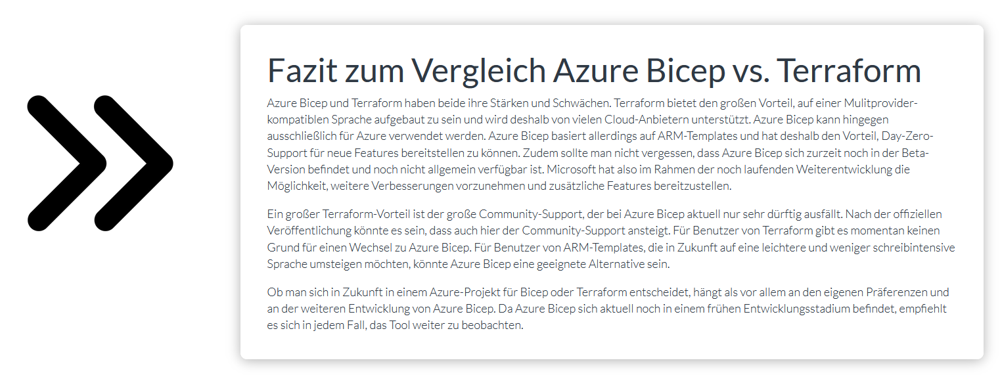 Fazit zum Vergleich Azure Bicep vs. Terraform
Azure Bicep und Terraform haben beide ihre Stärken und Schwächen. Terraform bietet den großen Vorteil, auf einer Mulitprovider-
kompatiblen Sprache aufgebaut zu sein und wird deshalb von vielen Cloud-Anbietern unterstützt. Azure Bicep kann hingegen
ausschließlich für Azure verwendet werden. Azure Bicep basiert allerdings auf ARM-Templates und hat deshalb den Vorteil, Day-Zero-
Support für neue Features bereitstellen zu können. Zudem sollte man nicht vergessen, dass Azure Bicep sich zurzeit noch in der Beta-
Version befindet und noch nicht allgemein verfügbar ist. Microsoft hat also im Rahmen der noch laufenden Weiterentwicklung die
Möglichkeit, weitere Verbesserungen vorzunehmen und zusätzliche Features bereitzustellen.
Ein großer Terraform-Vorteil ist der große Community-Support, der bei Azure Bicep aktuell nur sehr dürftig ausfällt. Nach der offiziellen
Veröffentlichung könnte es sein, dass auch hier der Community-Support ansteigt. Für Benutzer von Terraform gibt es momentan keinen
Grund für einen Wechsel zu Azure Bicep. Für Benutzer von ARM-Templates, die in Zukunft auf eine leichtere und weniger schreibintensive
Sprache umsteigen möchten, könnte Azure Bicep eine geeignete Alternative sein.
Ob man sich in Zukunft in einem Azure-Projekt für Bicep oder Terraform entscheidet, hängt als vor allem an den eigenen Präferenzen und
an der weiteren Entwicklung von Azure Bicep. Da Azure Bicep sich aktuell noch in einem frühen Entwicklungsstadium befindet, empfiehlt
es sich in jedem Fall, das Tool weiter zu beobachten.